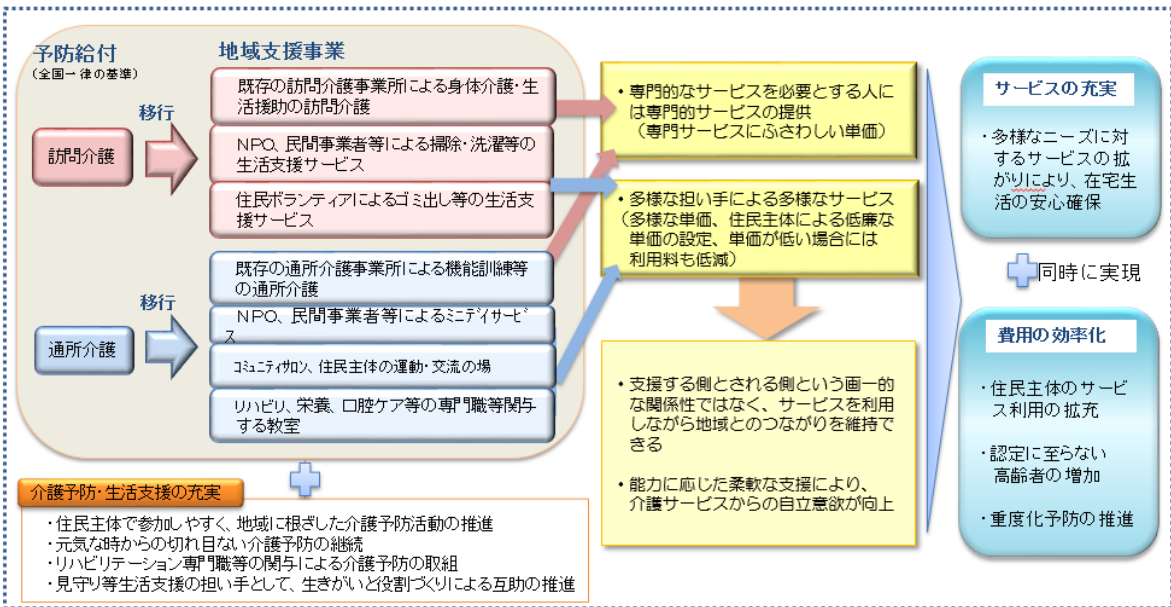 予防給付
(全国一律の基準)
地域支援事業
移行
訪問介護
既存の訪問介護事業所による身体介護・生
活援助の訪問介護
NPO、民間事業者等による掃除・洗濯等の
生活支援サービス
住民ボランティアによるゴミ出し等の生活支
援サービス
移行
通所介護
既存の通所介護事業所による機能訓練等
の通所介護
NPO、民間事業者等によるミニデイサービ
ス
コミュニティサロン、住民主体の運動・交流の場
リハビリ、栄養、口腔ケア等の専門職等関与
する教室
介護予防・生活支援の充実
・住民主体で参加しやすく、地域に根ざした介護予防活動の推進
・元気な時からの切れ目ない介護予防の継続
・リハビリテーション専門職等の関与による介護予防の取組
・見守り等生活支援の担い手として、生きがいと役割づくりによる互助の推進
・専門的なサービスを必要とする人に
は専門的サービスの提供
(専門サービスにふさわしい単価)
・多様な担い手による多様なサービス
(多様な単価、住民主体による低廉な
単価の設定、単価が低い場合には
利用料も低減)
・支援する側とされる側という画一的
な関係性ではなく、サービスを利用
しながら地域とのつながりを維持で
きる
・能力に応じた柔軟な支援により、
介護サービスからの自立意欲が向上
サービスの充実
・多様なニーズに対
するサービスの拡
がりにより、在宅生
活の安心確保
同時に実現
費用の効率化
・住民主体のサービ
ス利用の拡充
・認定に至らない
高齢者の増加
・重度化予防の推進